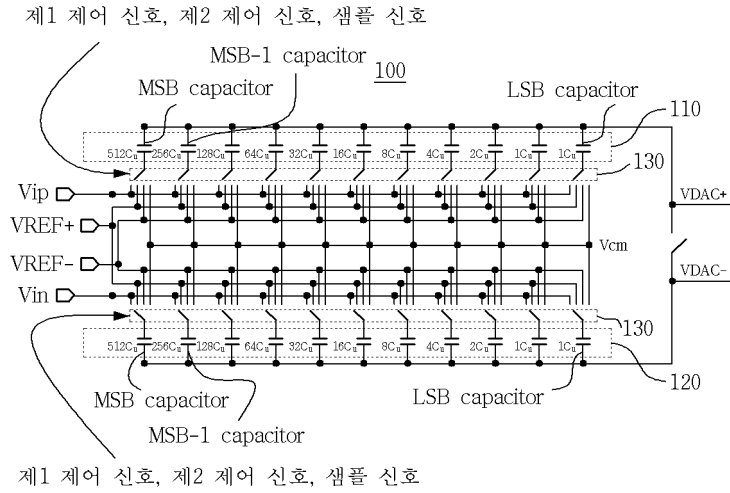 제1 제어 신호, 제2 제어 신호, 샘플 신호
MSB-1 capacitor
100
MSB capacitor
LSB capacitor
110
512Cu 256Cu 128Cu 64Cu 32Cu 16Cu 8Cu 4Cu 2Cu 1Cu 1Cu
130
Vip
VDAC+
VREF+
Vcm
VREF-
VDAC-
Vin
130
512Cu 256Cu 128Cu 64Cu 32Cu 16Cu 8Cu 4Cu 2Cu 1Cu 1Cu
120
MSB capacitor
LSB capacitor
MSB-1 capacitor
제1 제어 신호, 제2 제어 신호, 샘플 신호